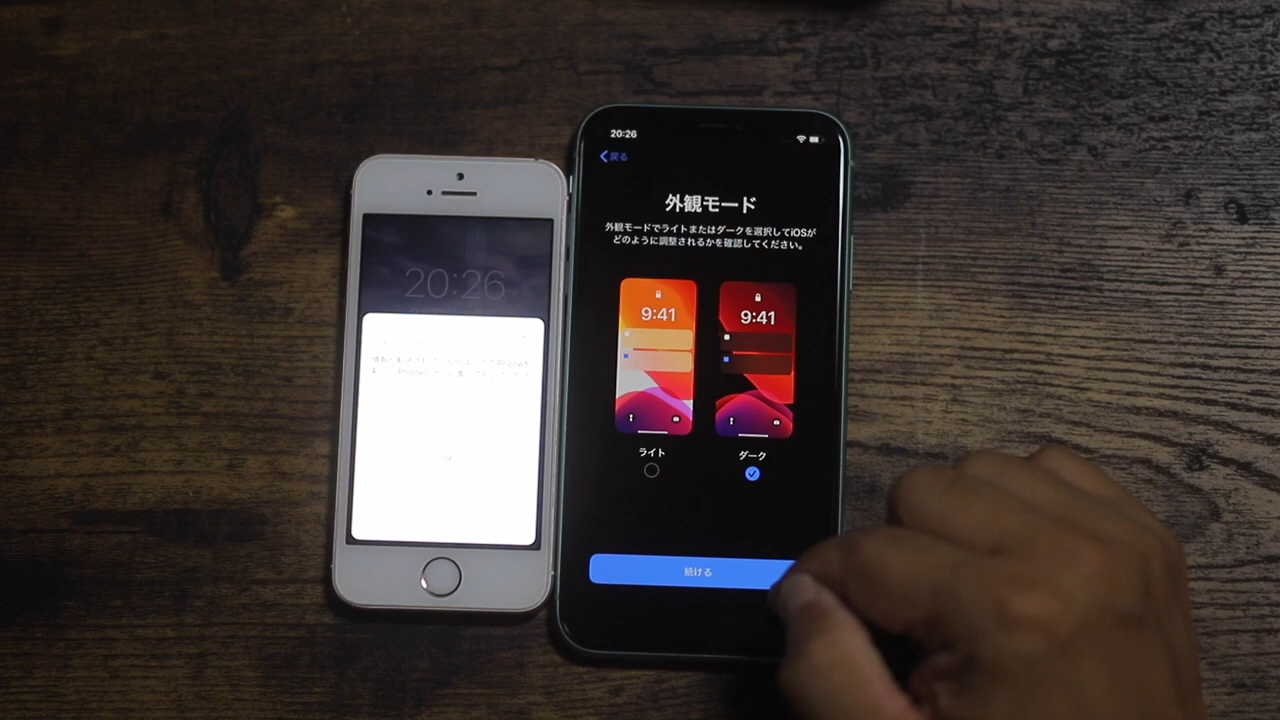 20:26
20:26
戻る
外観モード
外観モードでライトまたはダークを選択してiOSが
どのように調整されるかを確認してください。
9:41
9:41
ライト
ダーク
続ける